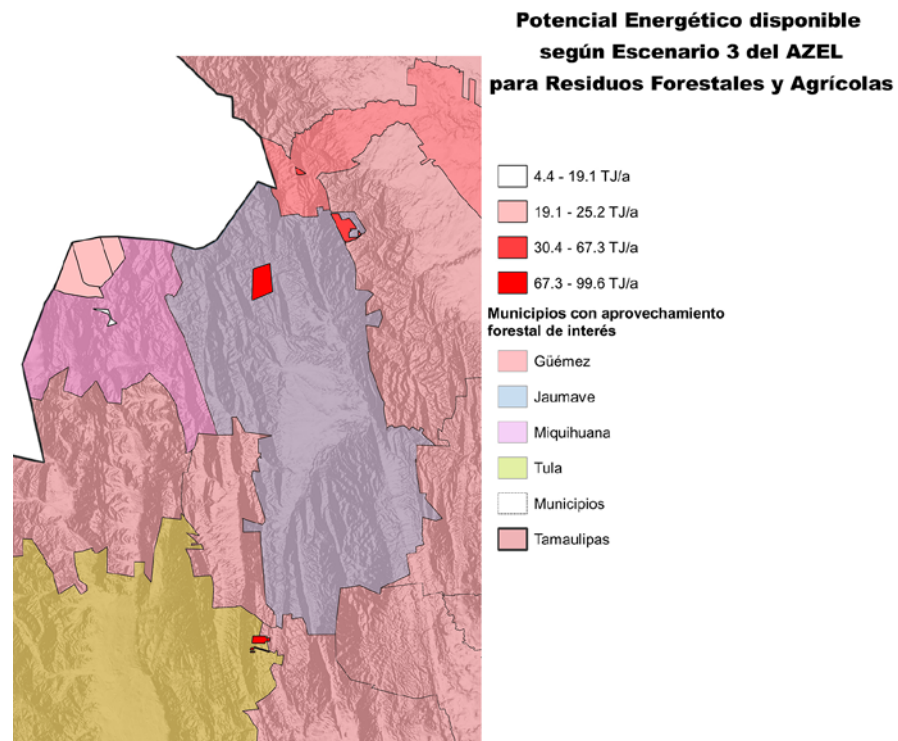 Potencial Energético disponible
según Escenario 3 del AZEL
para Residuos Forestales y Agrícolas
4.4 - 19.1 TJ/a
19.1 - 25.2 TJ/a
30.4 - 67.3 TJ/a
67.3 - 99.6 TJ/a
Municipios con aprovechamiento
forestal de interés
Güémez
Jaumave
Miquihuana
Tula
Municipios
Tamaulipas